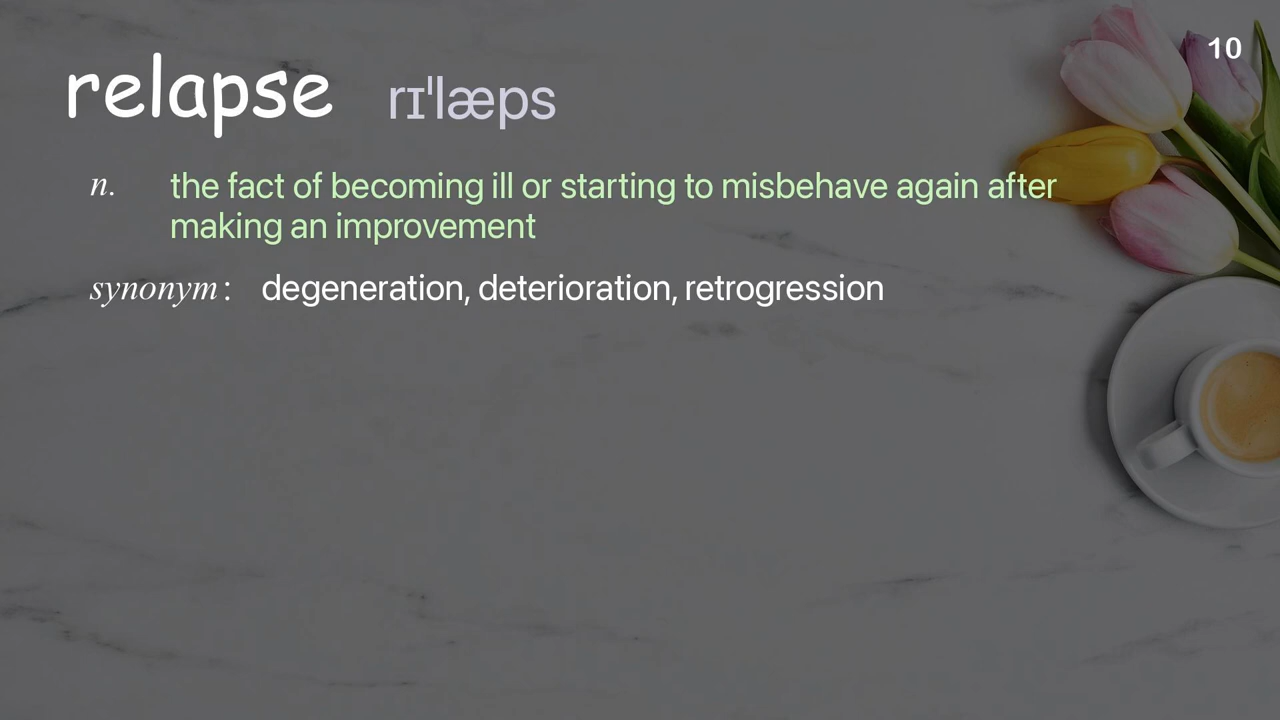 10
relapse rɪˈlæps
n. the fact of becoming ill or starting to misbehave again after
making an improvement
synonym: degeneration, deterioration, retrogression